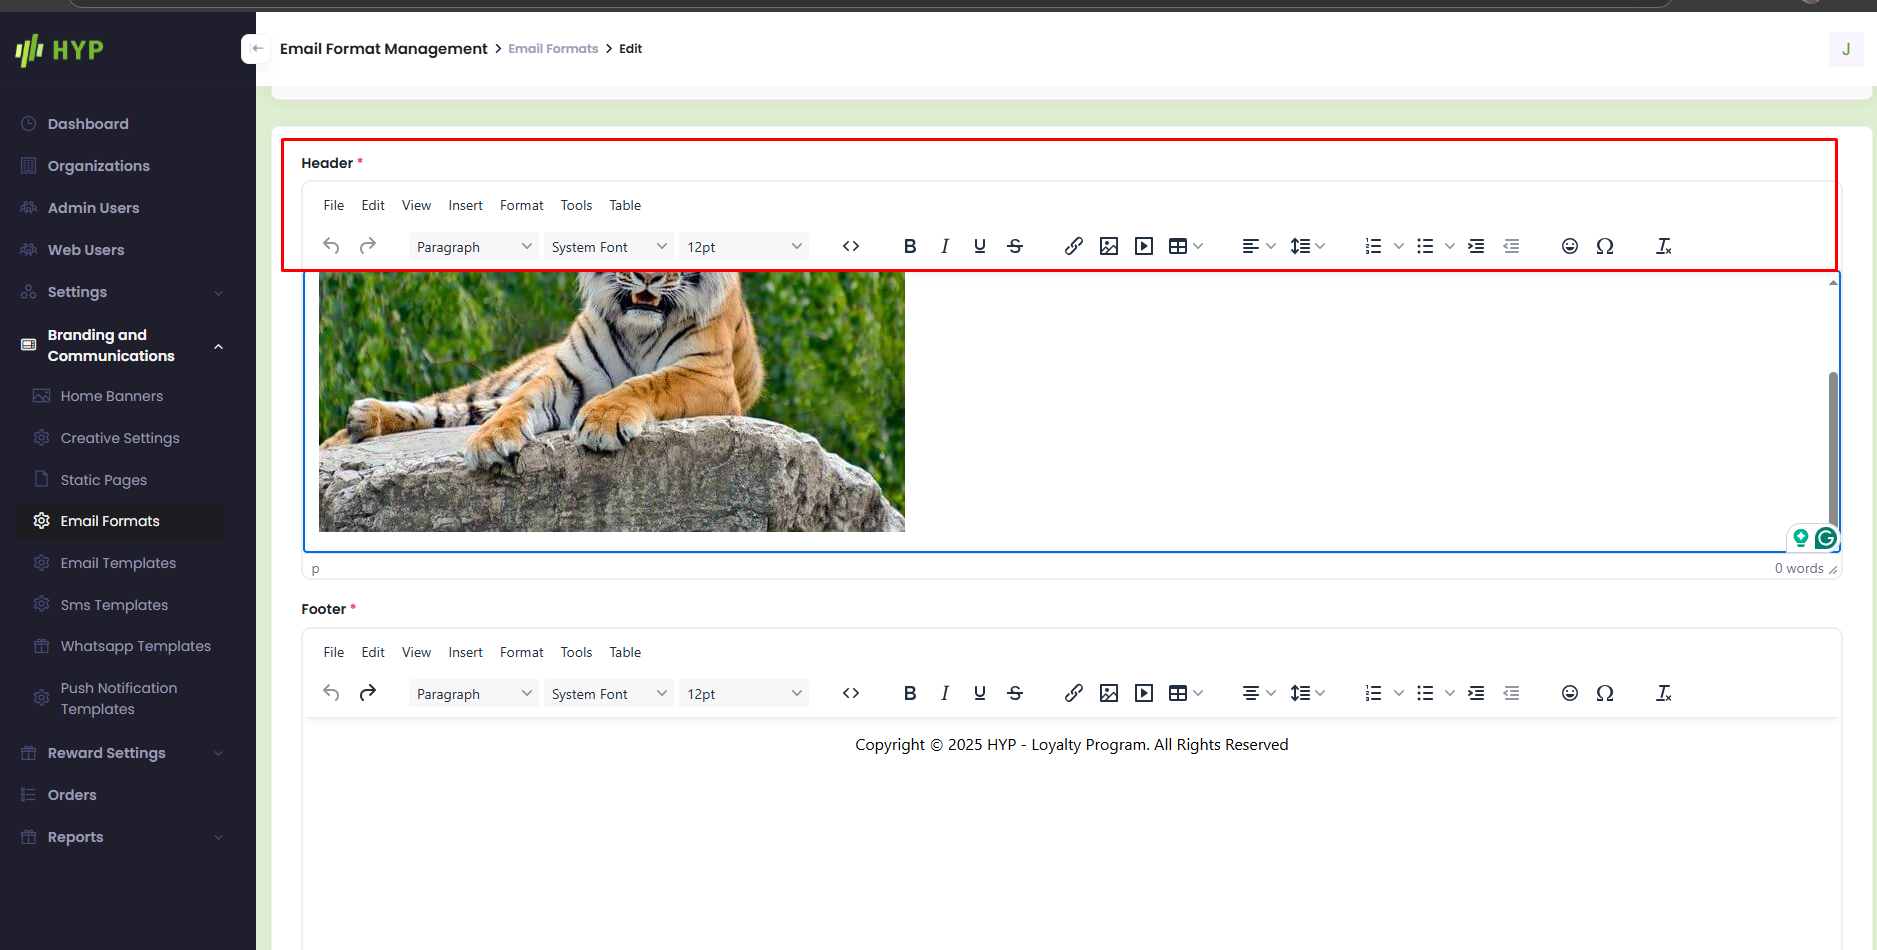 HYP
Email Format Management > Email Formats > Edit
J
Dashboard
Organizations
Admin Users
Web Users
Settings
Branding and
Communications
Home Banners
Creative Settings
Static Pages
Email Formats
Email Templates
Sms Templates
Whatsapp Templates
Push Notification
Templates
Reward Settings
Orders
Reports
Header *
File Edit View Insert Format Tools Table
Paragraph System Font 12pt
p
0 words
Footer *
File Edit View Insert Format Tools Table
Paragraph System Font 12pt
Copyright © 2025 HYP - Loyalty Program. All Rights Reserved